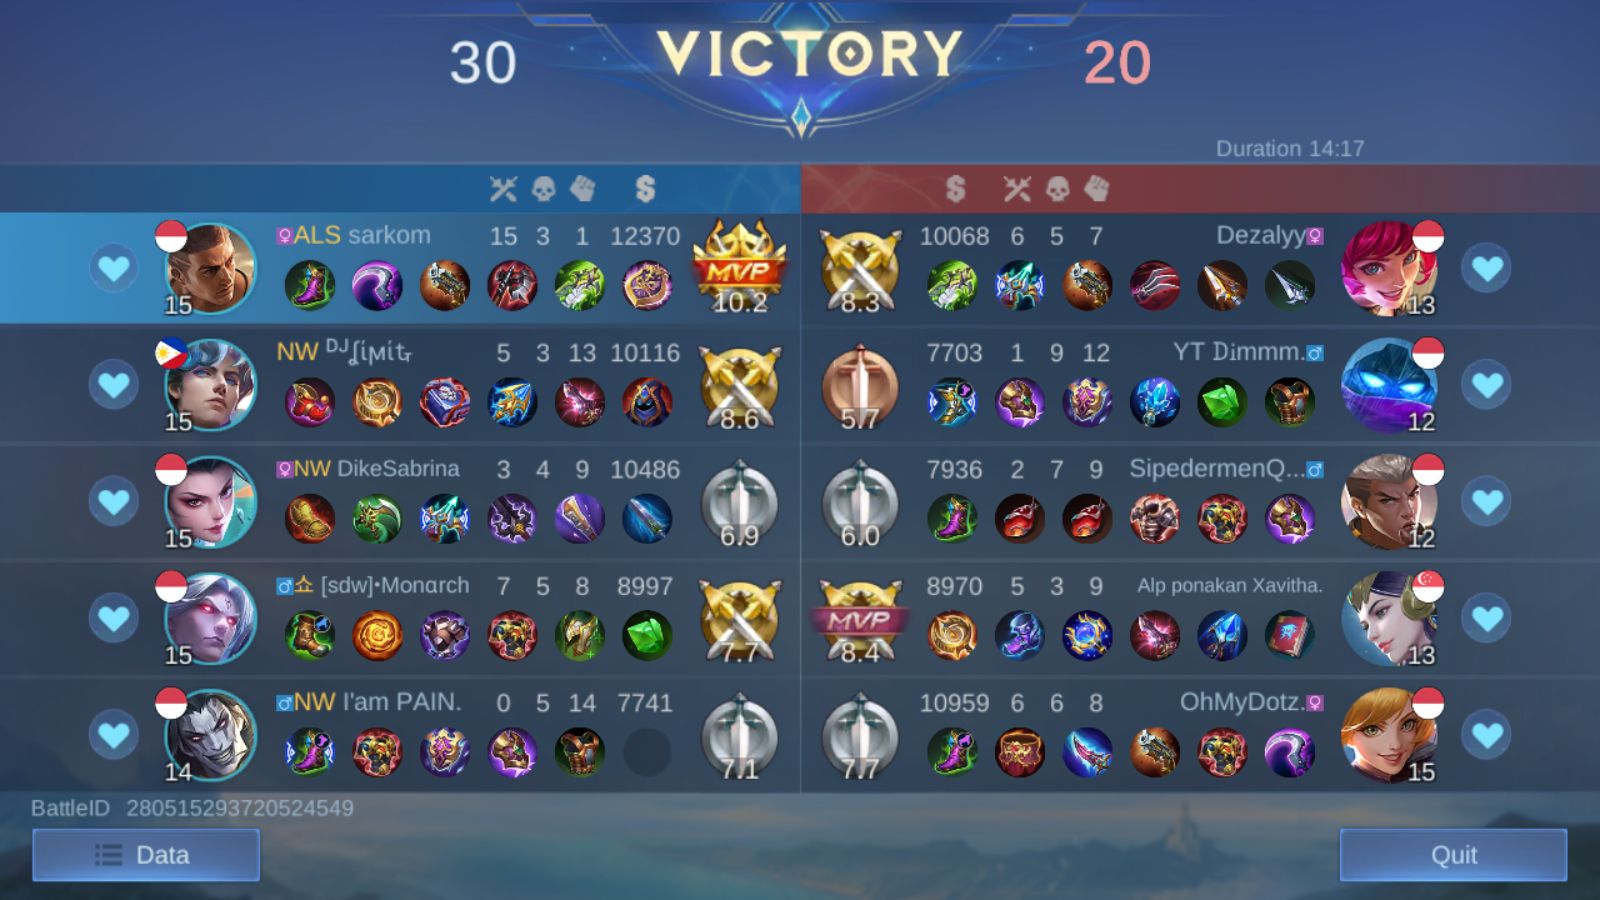 30 VICTORY 20
Duration 14:17
ALS sarkom 15 3 1 12370 MVP 10.2
15
8.3 10068 6 5 7 Dezalyy
13
NW 5 3 13 10116 8.6
15
5.7 7703 1 9 12 YT Dimmm.
12
NW DikeSabrina 3 4 9 10486 6.9
15
6.0 7936 2 7 9 SipedermenQ...
12
쇼 [sdw]•Monarch 7 5 8 8997 7.7
15
MVP 8.4 8970 5 3 9 Alp ponakan Xavitha.
13
NW I'am PAIN. 0 5 14 7741 7.1
14
7.7 10959 6 6 8 OhMyDotz.
15
BattleID 280515293720524549
Data
Quit